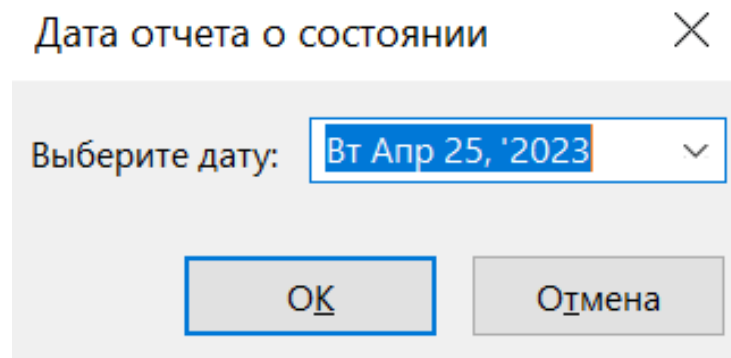 Дата отчета о состоянии
Выберите дату: Вт Апр 25, '2023
OK Отмена